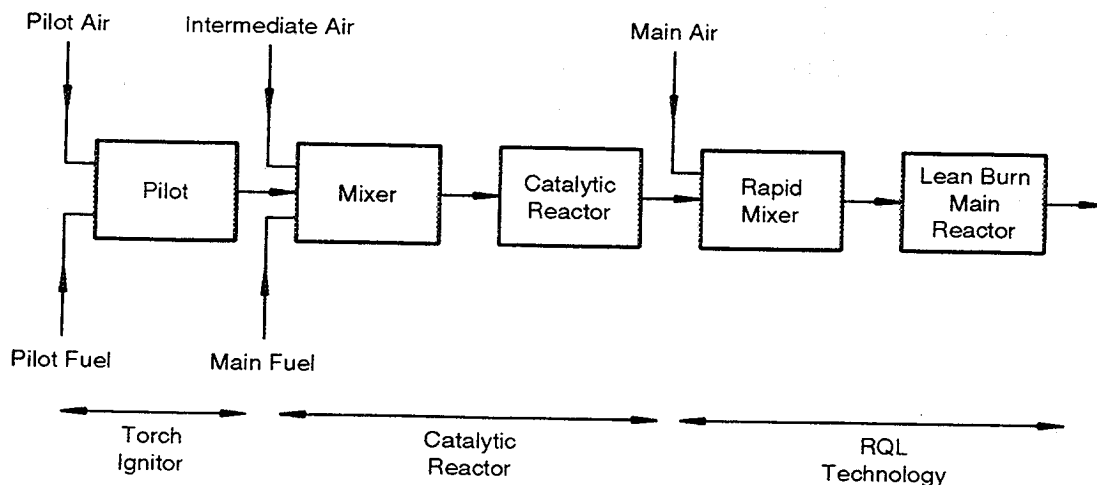 Pilot Air
Intermediate Air
Main Air
Pilot
Mixer
Catalytic
Reactor
Rapid
Mixer
Lean Burn
Main
Reactor
Pilot Fuel
Main Fuel
Torch
Ignitor
Catalytic
Reactor
RQL
Technology